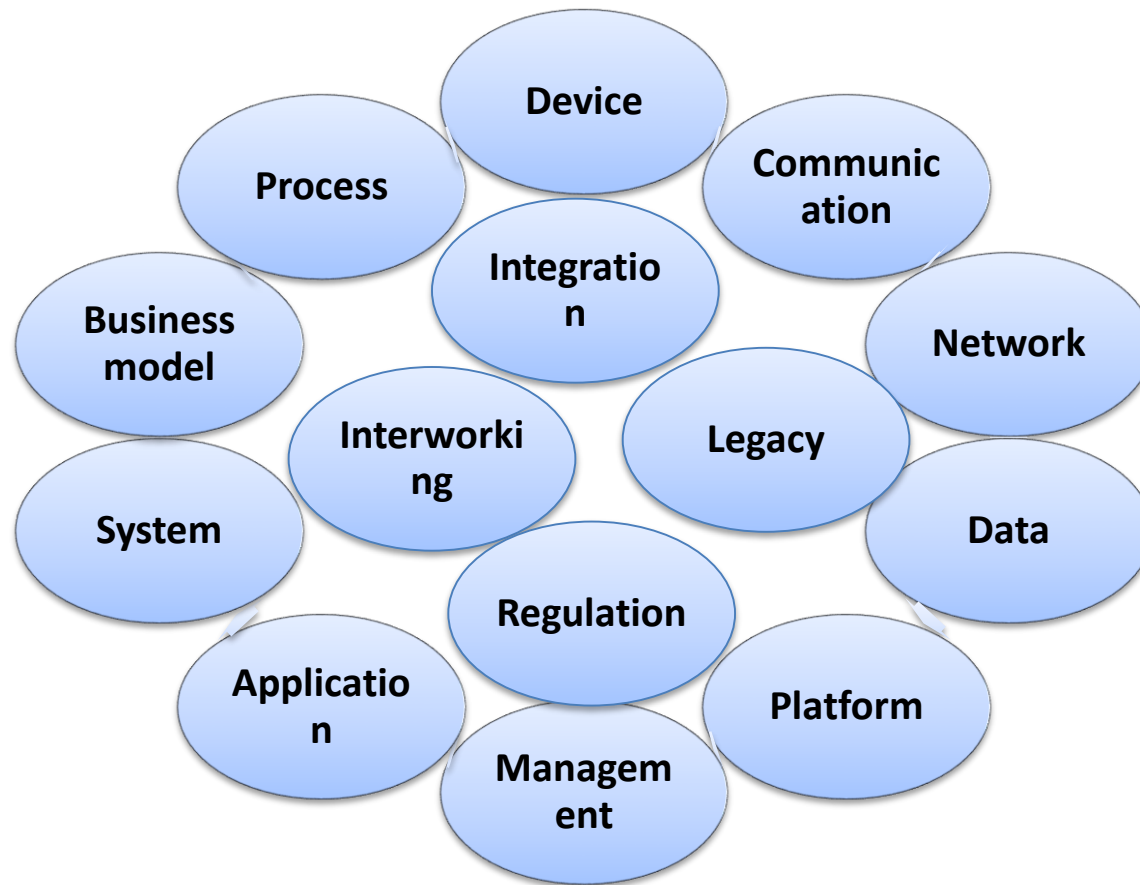 Device
Communic
ation
Process
Integratio
n
Business
model
Network
Interworki
ng
Legacy
System
Data
Regulation
Applicatio
n
Platform
Managem
ent